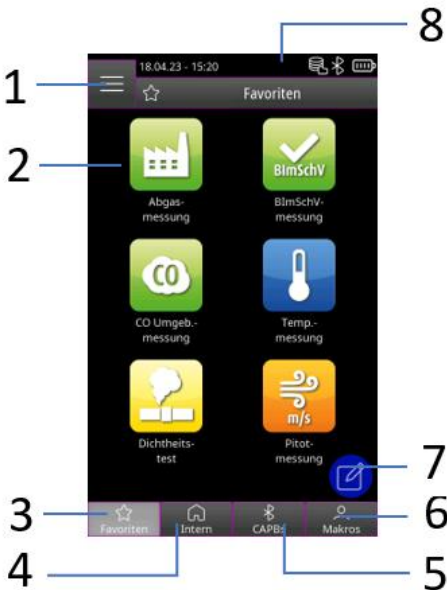 8
18.04.23 - 15:20
1
Favoriten
2
BImSchV
Abgas-
messung
BImSchV-
messung
CO
CO Umgeb.-
messung
Temp.-
messung
m/s
Dichtheits-
test
Pitot-
messung
7
3
Favoriten
Intern
CAPBs
Makros
6
4
5